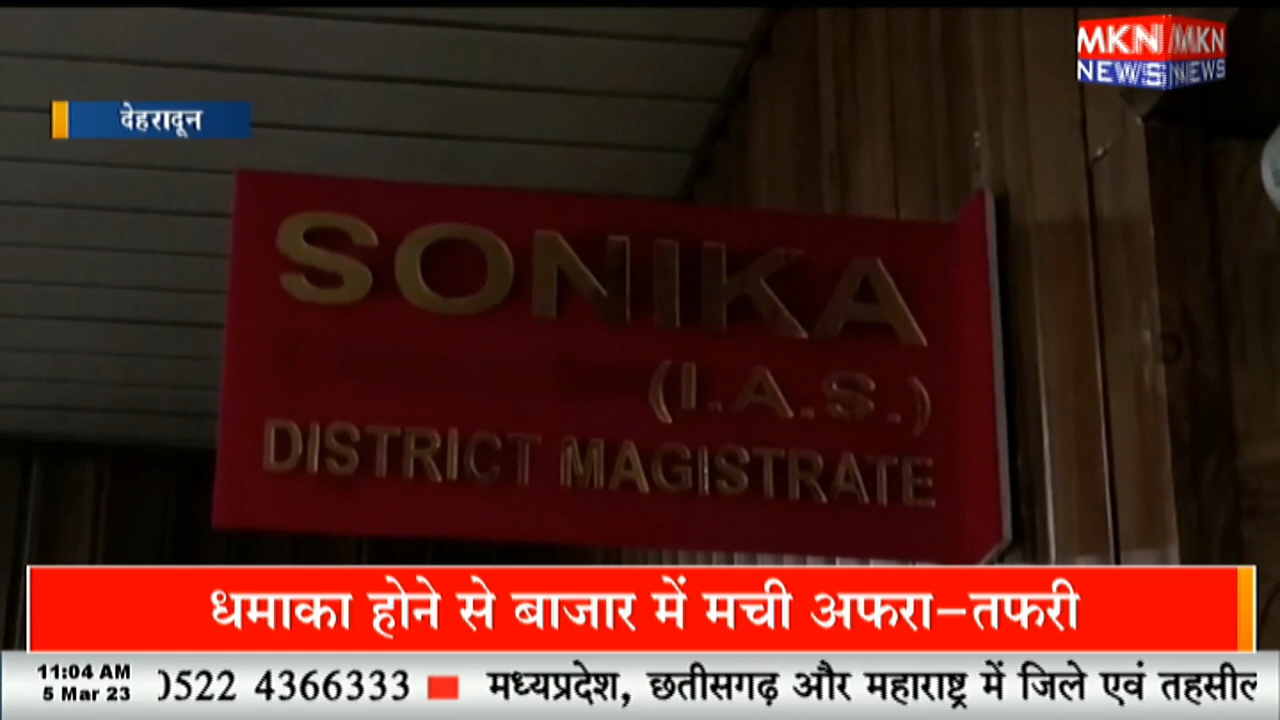 MKN MKN
NEWS NEWS
देहरादून
SONIKA
(I.A.S.)
DISTRICT MAGISTRATE
धमाका होने से बाजार में मची अफरा-तफरी
11:04 AM
5 Mar 23
)522 4366333 मध्यप्रदेश, छतीसगढ़ और महाराष्ट्र में जिले एवं तहसील